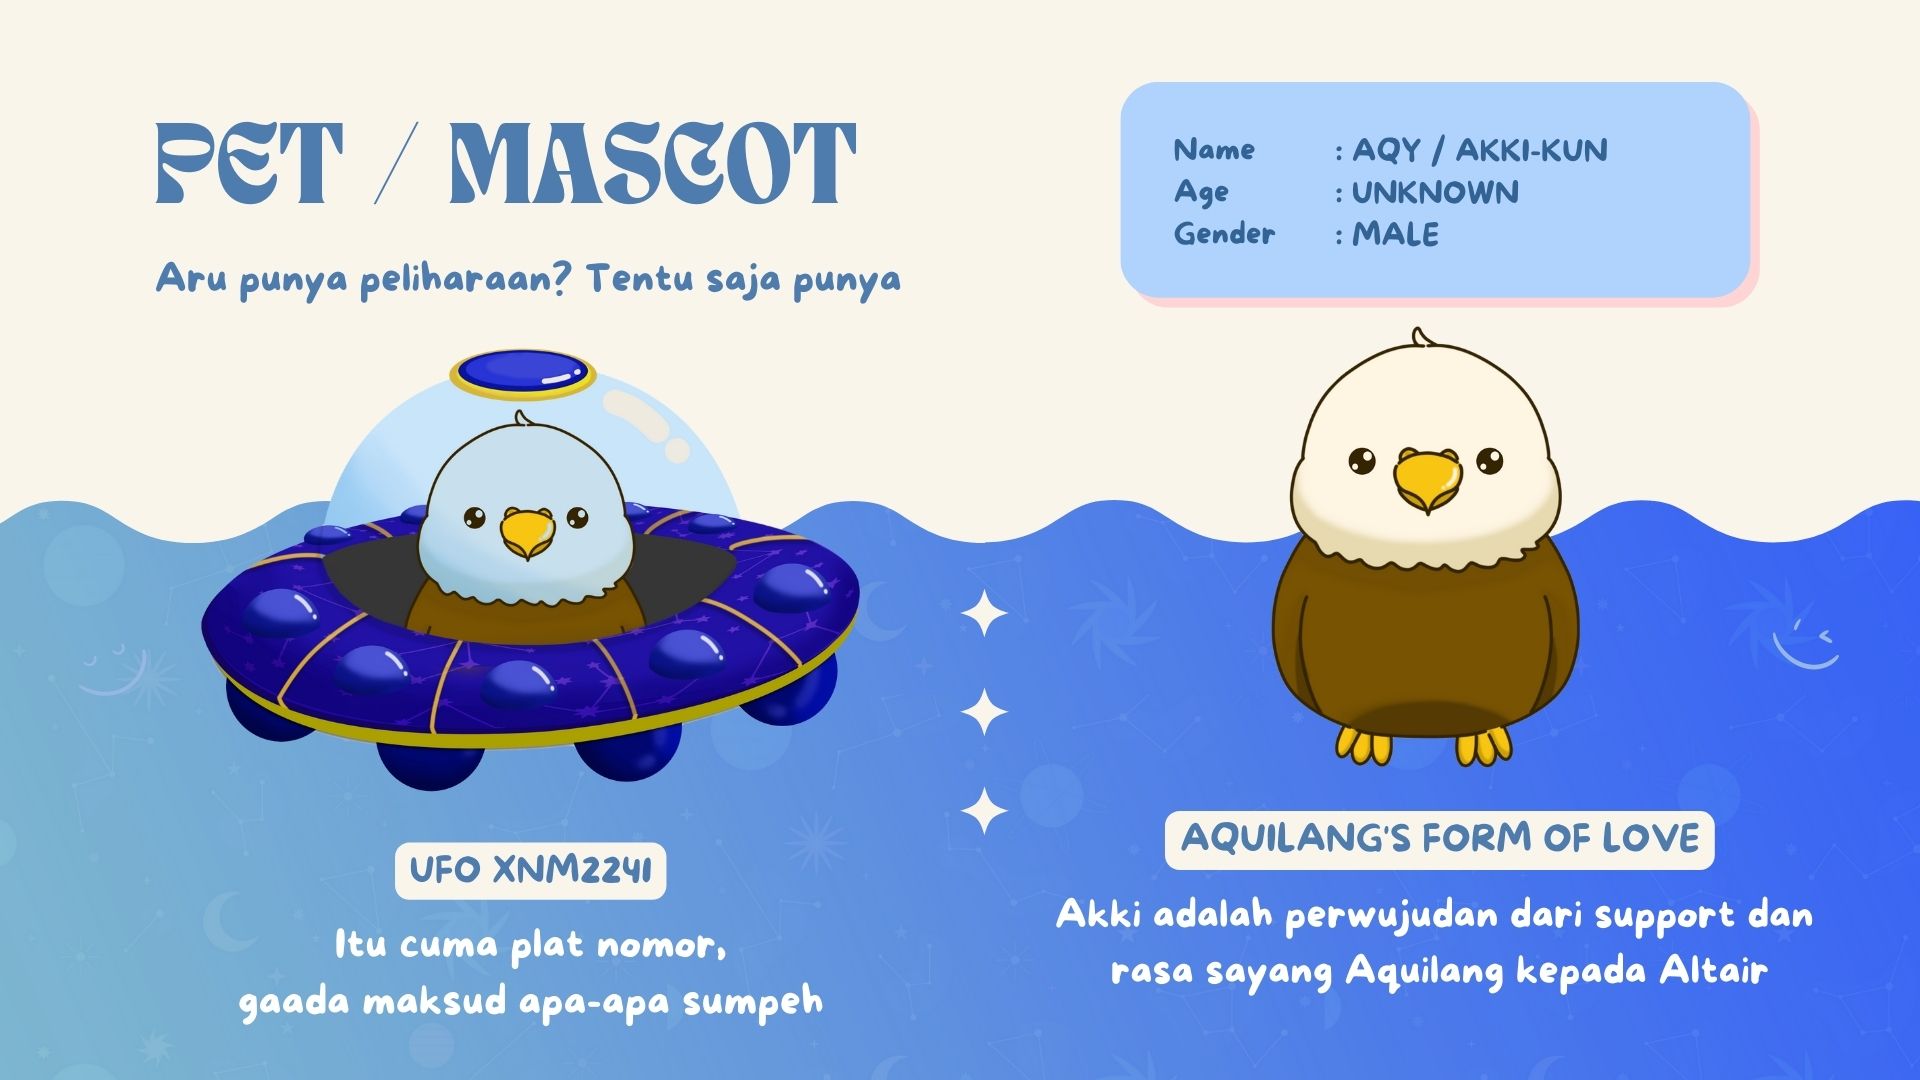 PET / MASCOT
Aru punya peliharaan? Tentu saja punya
Name : AQY / AKKI-KUN
Age : UNKNOWN
Gender : MALE
UFO XNM2241
Itu cuma plat nomor,
gaada maksud apa-apa sumpeh
AQUILANG'S FORM OF LOVE
Akki adalah perwujudan dari support dan
rasa sayang Aquilang kepada Altair